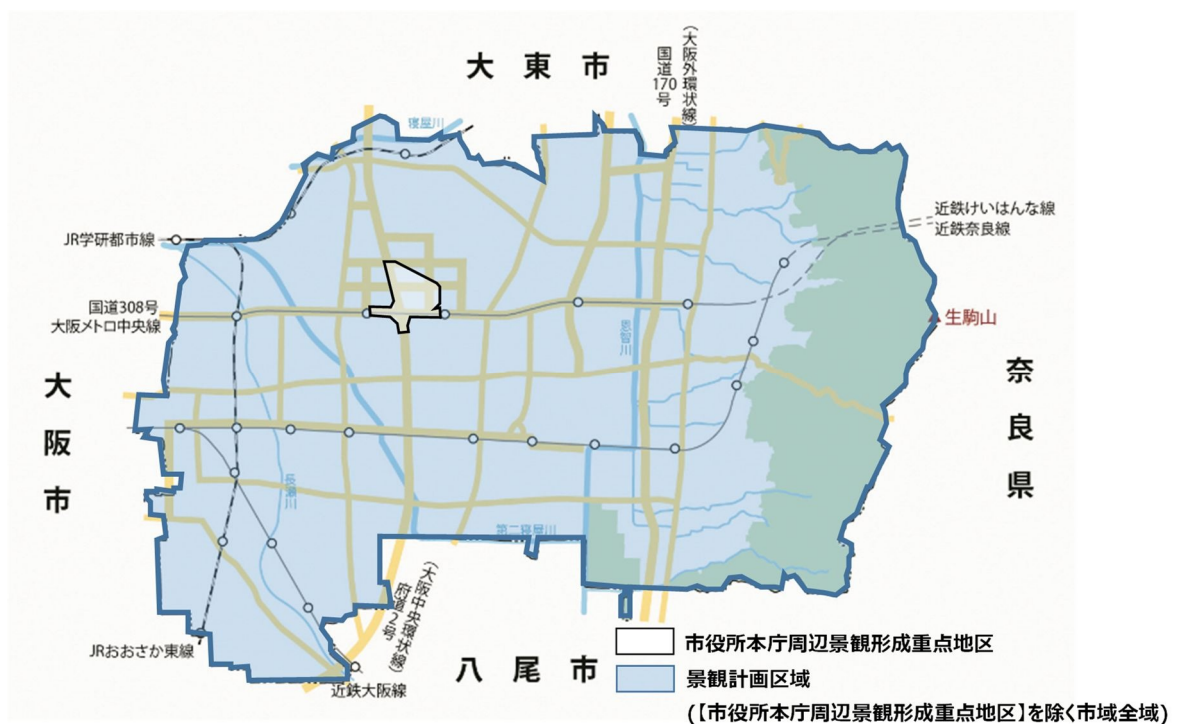 大東市
（大阪外環状線）
国道170号
寝屋川
近鉄けいはんな線
近鉄奈良線
JR学研都市線
国道308号
大阪メトロ中央線
恩智川
生駒山
大阪市
奈良県
長瀬川
第二寝屋川
（大阪中央環状線）
府道2号
JRおおさか東線
近鉄大阪線
八尾市
市役所本庁周辺景観形成重点地区
景観計画区域
(【市役所本庁周辺景観形成重点地区】を除く市域全域)